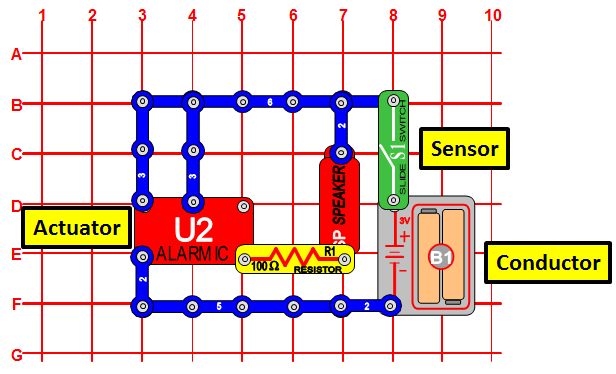 1 2 3 4 5 6 7 8 9 10
A
B
6
2
SLIDE S1 SWITCH
Sensor
C
3
3
SP SPEAKER
D
Actuator
U2
ALARM IC
3V
+
−
B1
E
R1
100Ω
RESISTOR
Conductor
2
F
5
2
G